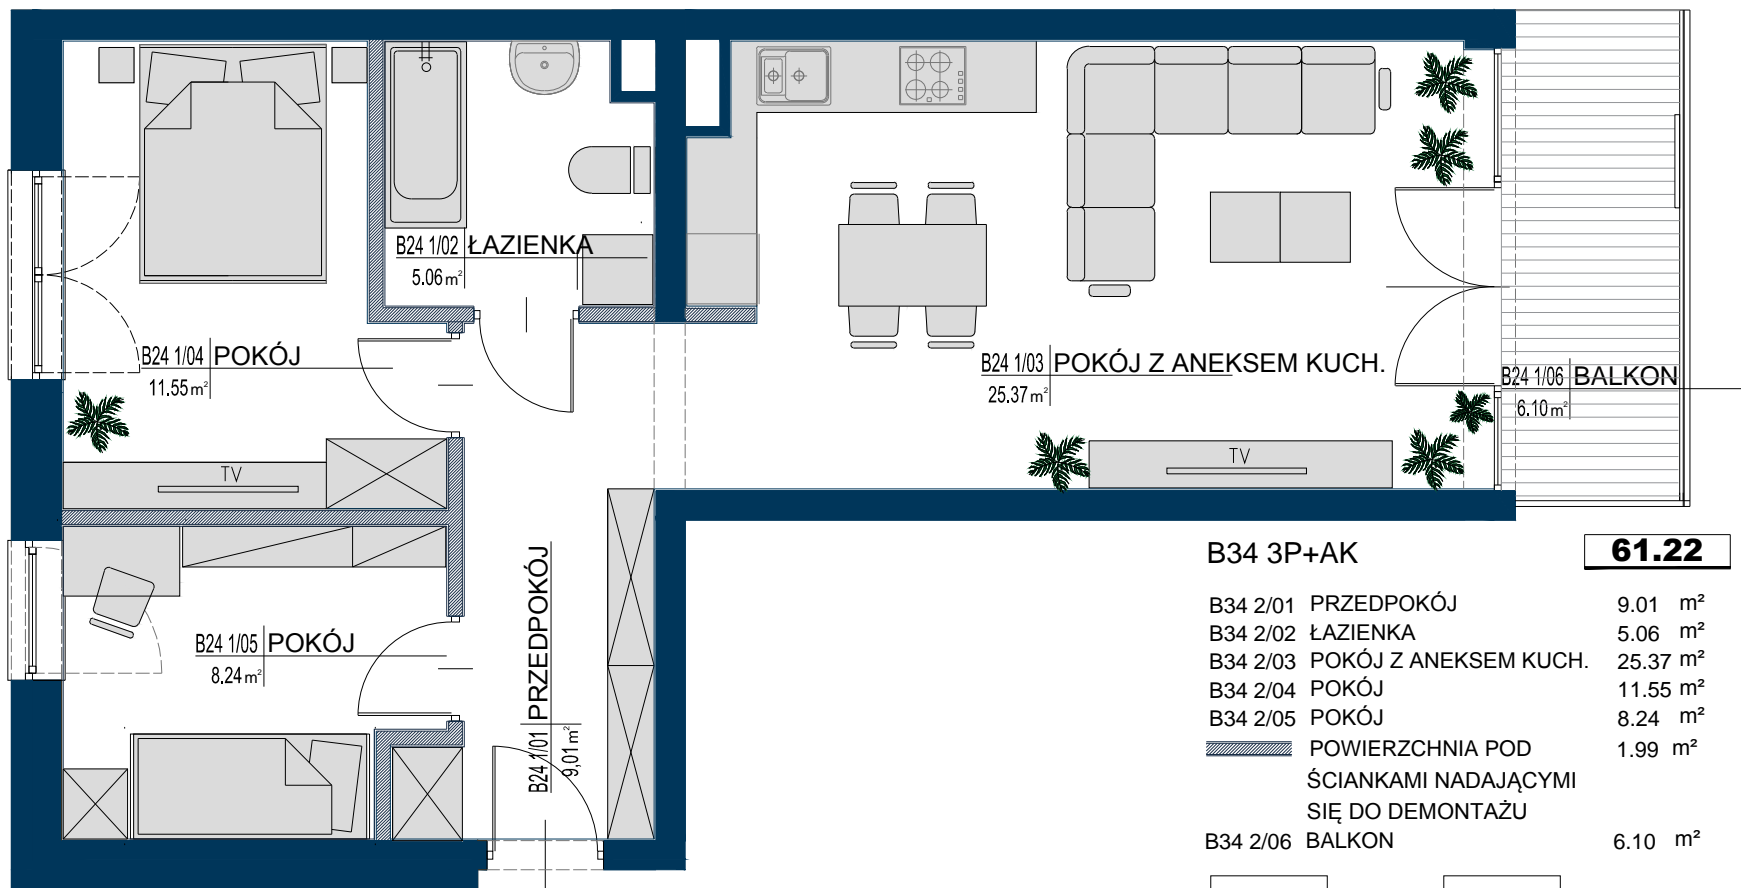 B24 1/02 ŁAZIENKA
5.06 m²
B24 1/04 POKÓJ
11.55 m²
TV
B24 1/03 POKÓJ Z ANEKSEM KUCH.
25.37 m²
B24 1/06 BALKON
6.10 m²
TV
B24 1/05 POKÓJ
8.24 m²
B24 1/01 PRZEDPOKÓJ
9,01 m²
B34 3P+AK 61.22
B34 2/01 PRZEDPOKÓJ 9.01 m²
B34 2/02 ŁAZIENKA 5.06 m²
B34 2/03 POKÓJ Z ANEKSEM KUCH. 25.37 m²
B34 2/04 POKÓJ 11.55 m²
B34 2/05 POKÓJ 8.24 m²
POWIERZCHNIA POD 1.99 m²
ŚCIANKAMI NADAJĄCYMI
SIĘ DO DEMONTAŻU
B34 2/06 BALKON 6.10 m²